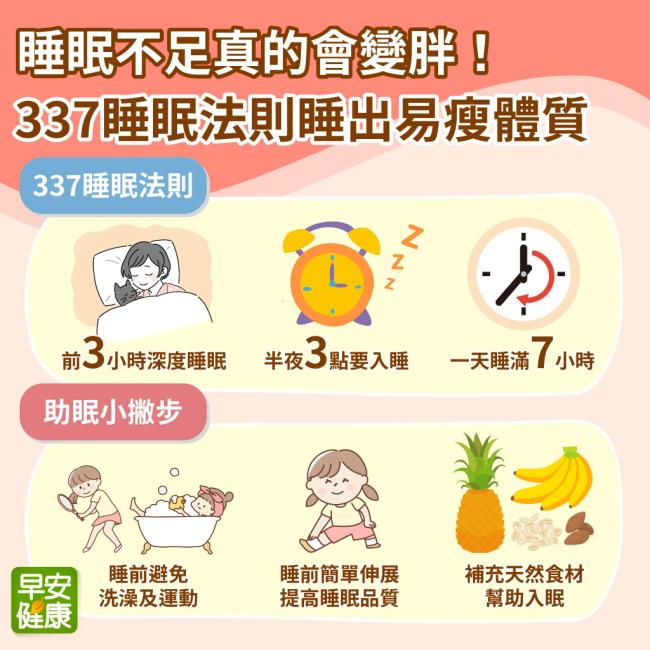 睡眠不足真的會變胖！
337睡眠法則睡出易瘦體質
337睡眠法則
Z
Z
Z
前3小時深度睡眠
半夜3點要入睡
一天睡滿7小時
助眠小撇步
睡前避免
洗澡及運動
睡前簡單伸展
提高睡眠品質
補充天然食材
幫助入眠
早安
健康